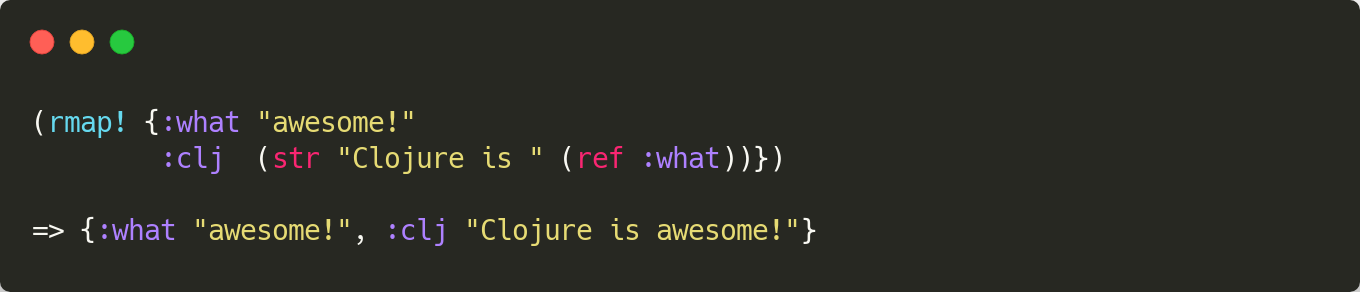 (rmap! {:what "awesome!"
        :clj  (str "Clojure is " (ref :what))})

=> {:what "awesome!", :clj "Clojure is awesome!"}